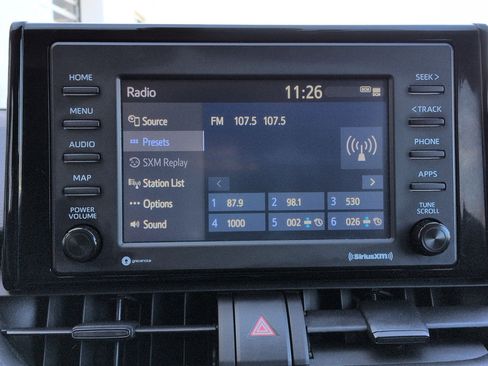 HOME
MENU
AUDIO
MAP
POWER
VOLUME
Radio 11:26
Source
Presets
SXM Replay
Station List
Options
Sound
FM 107.5 107.5
< >
1 87.9 2 98.1 3 530
4 1000 5 002 6 026
SEEK >
< TRACK
PHONE
APPS
TUNE
SCROLL
((SiriusXM))